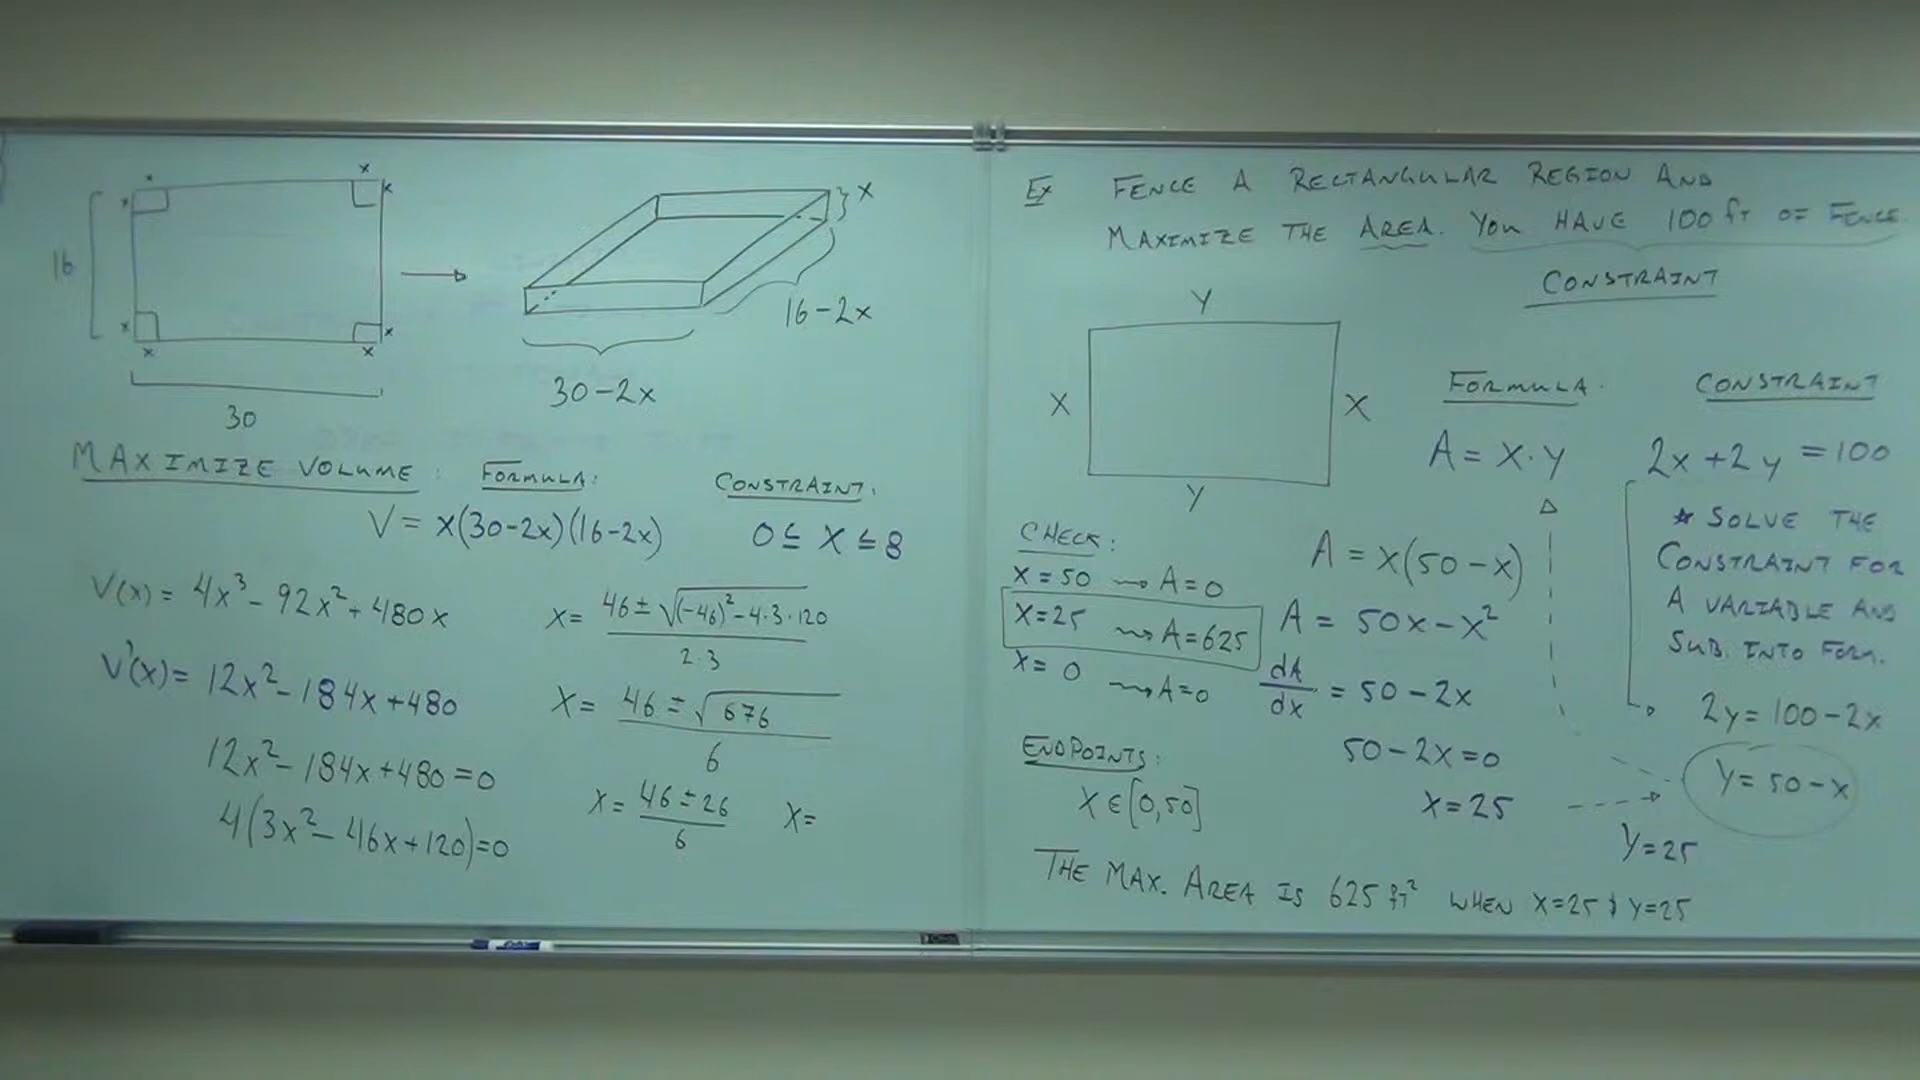 x x
x x
16
x x
x x
30
x
16-2x
30-2x
MAXIMIZE VOLUME: FORMULA: CONSTRAINT:
V = x(30-2x)(16-2x) 0 ≤ x ≤ 8
V(x) = 4x³ - 92x² + 480x
V'(x) = 12x² - 184x + 480
12x² - 184x + 480 = 0
4(3x² - 46x + 120) = 0
x = 46 ± √(-46)² - 4·3·120
2·3
x = 46 ± √676
6
x = 46 ± 26 x =
6
Ex FENCE A RECTANGULAR REGION AND
MAXIMIZE THE AREA. YOU HAVE 100 ft OF FENCE.
CONSTRAINT
Y
X X
Y
FORMULA. CONSTRAINT
A = X·Y 2x + 2y = 100
* SOLVE THE
CONSTRAINT FOR
A VARIABLE AND
SUB. INTO FORM.
2y = 100 - 2x
Y = 50 - x
A = x(50 - x)
A = 50x - x²
dA
dx = 50 - 2x
50 - 2x = 0
x = 25
Y = 25
CHECK:
x = 50 → A = 0
x = 25 → A = 625
x = 0 → A = 0
ENDPOINTS:
X ∈ [0,50]
THE MAX. AREA IS 625 ft² WHEN X=25 & Y=25